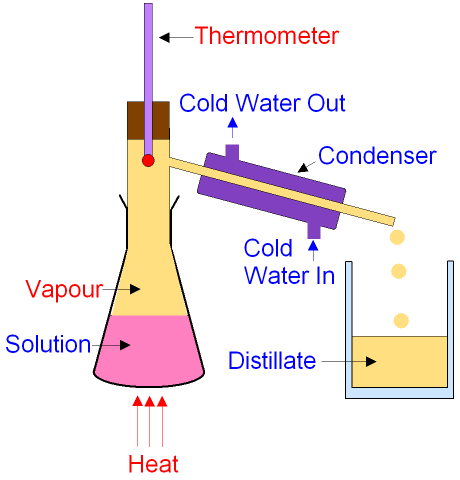 Thermometer
Cold Water Out
Condenser
Cold
Water In
Vapour
Solution
Distillate
Heat